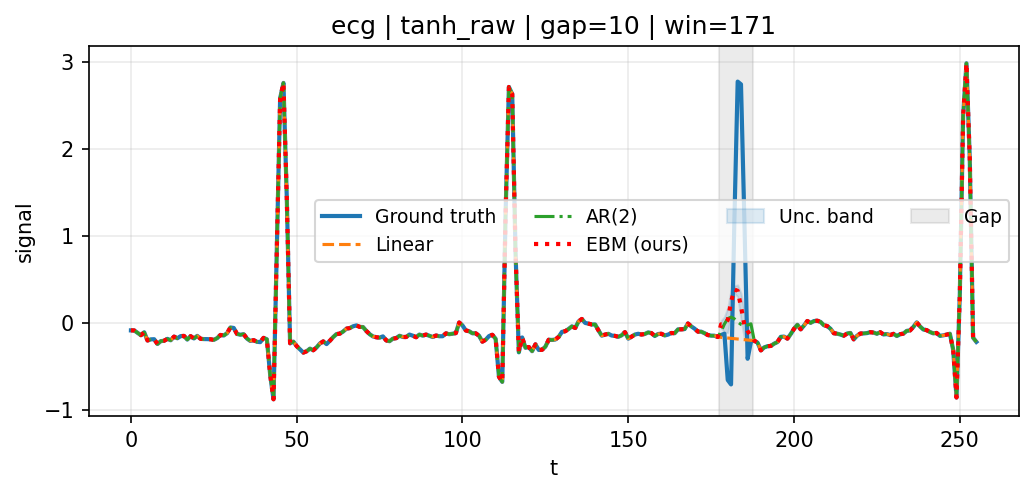 ecg | tanh_raw | gap=10 | win=171
3
2
1
0
−1
signal
Ground truth
Linear
AR(2)
EBM (ours)
Unc. band
Gap
0 50 100 150 200 250
t